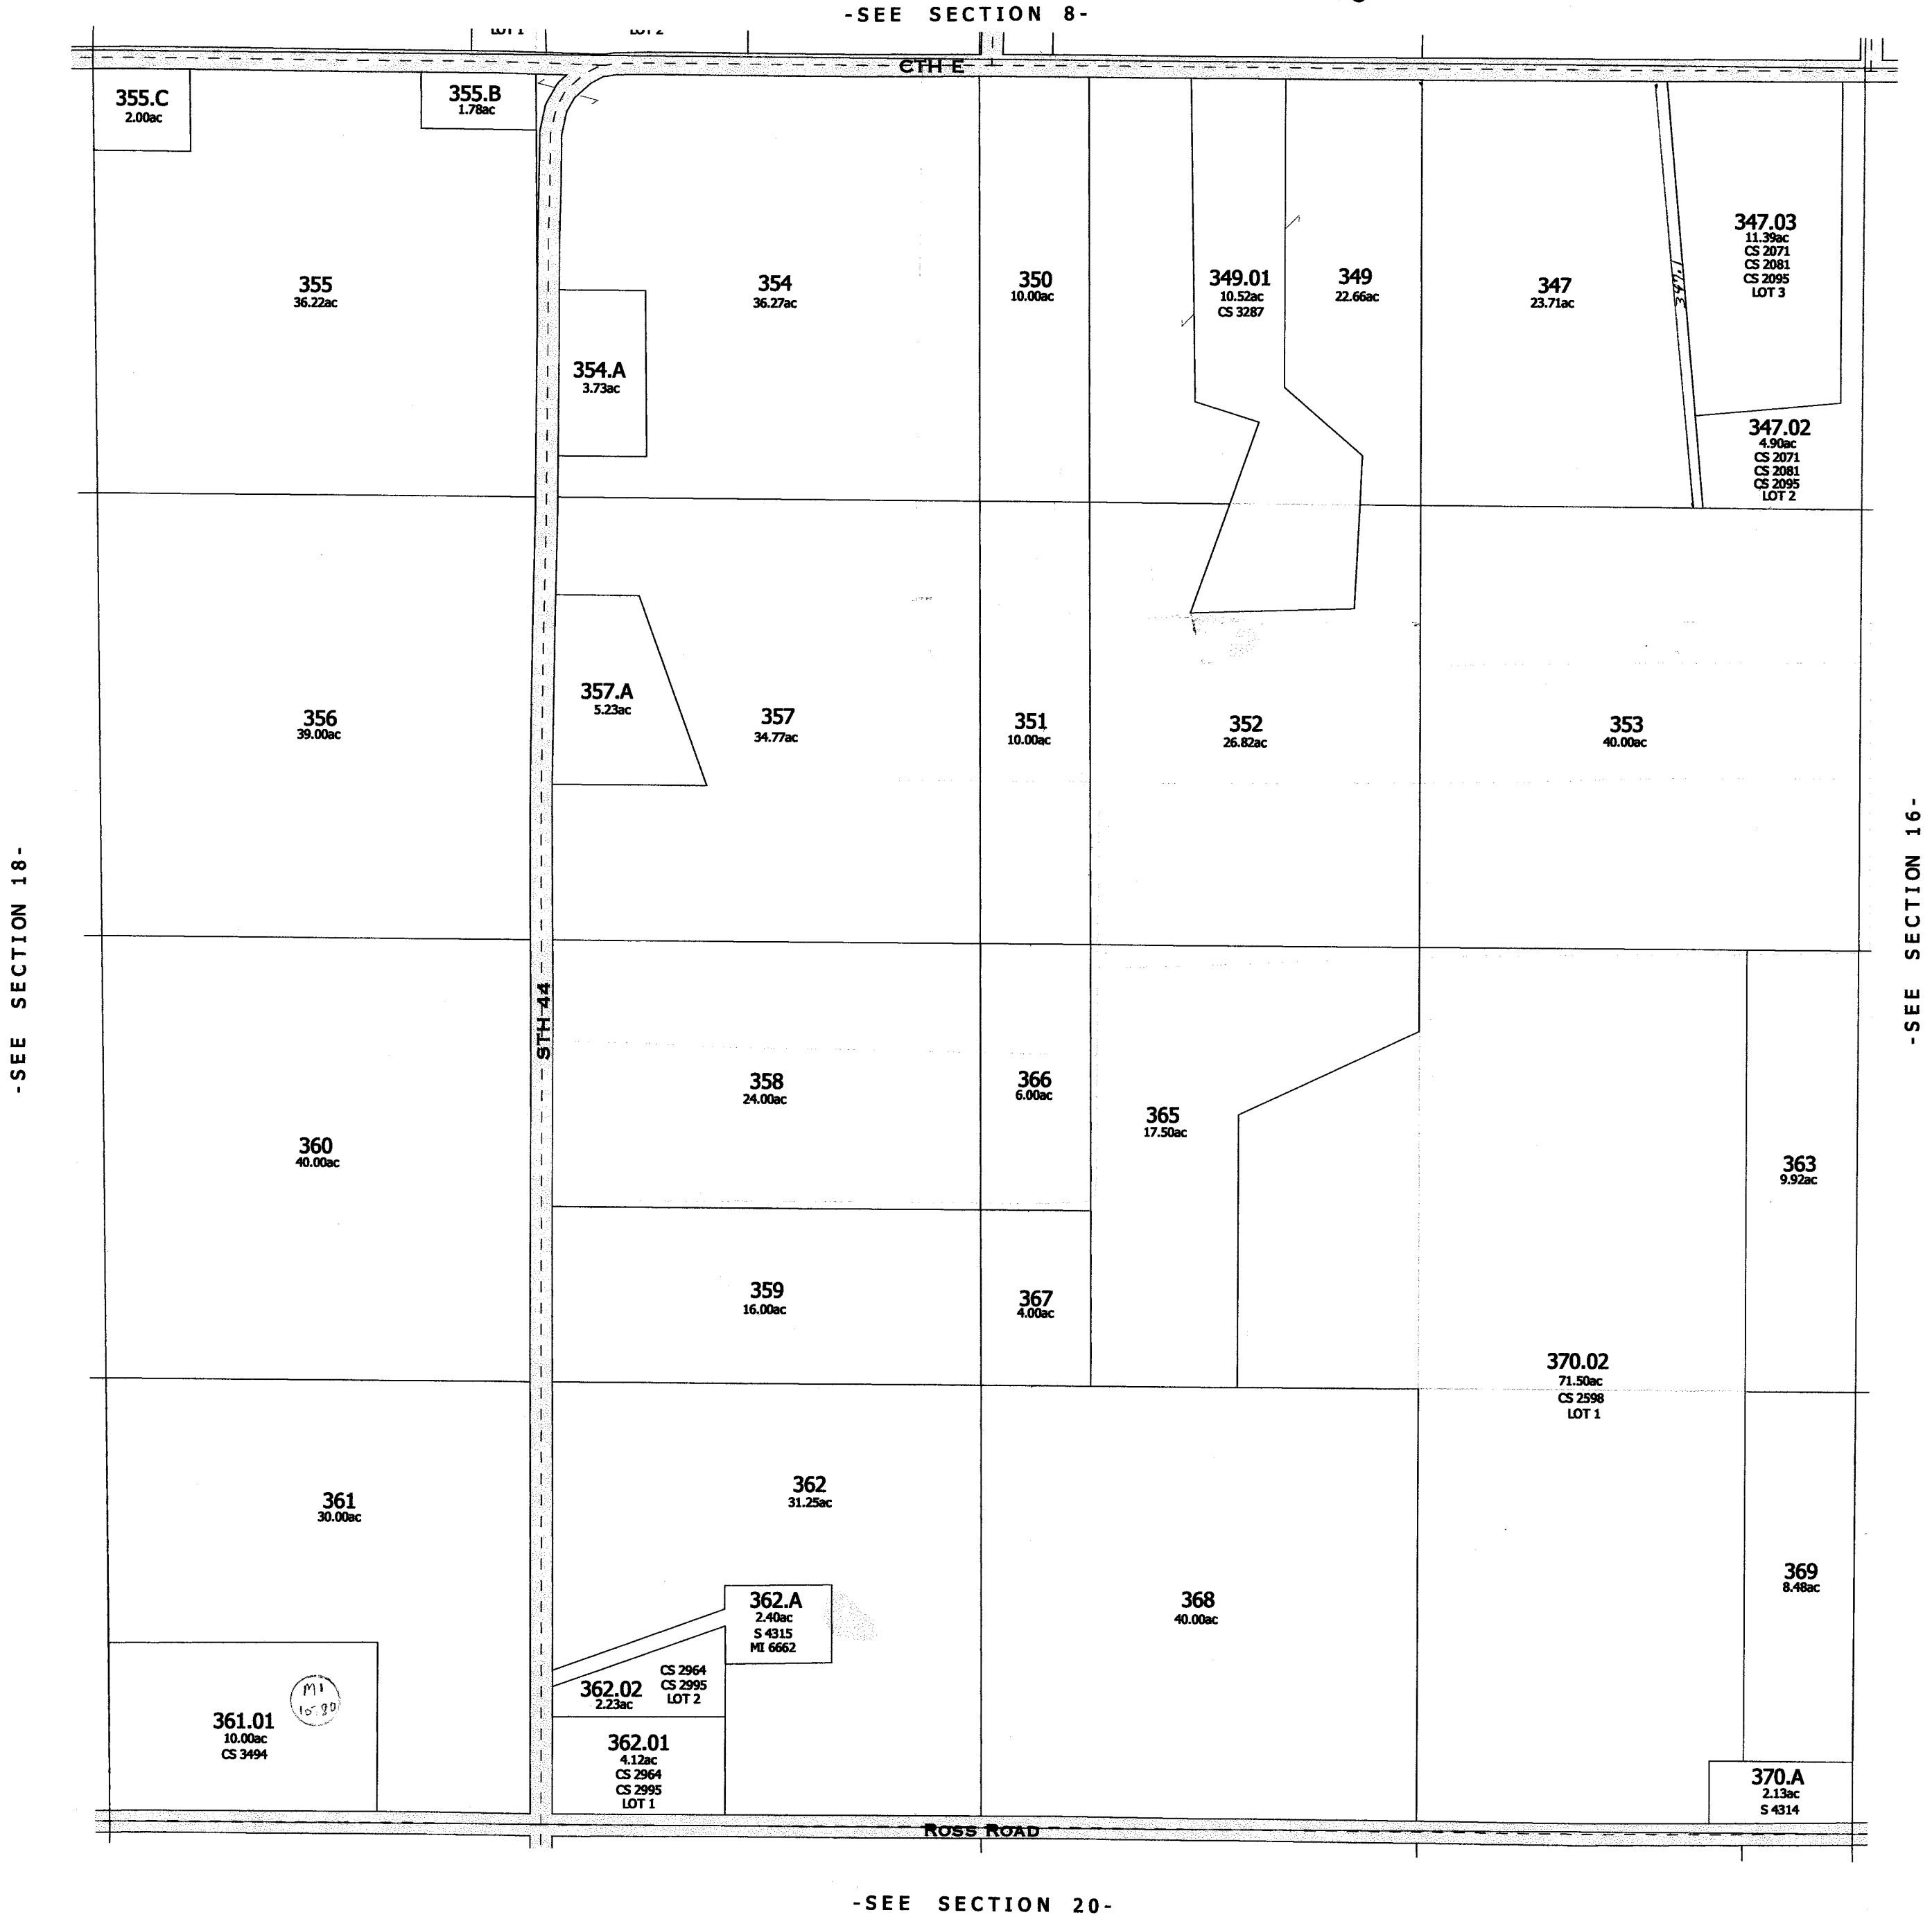 -SEE SECTION 8-
LOT 1
LOT 2
CTH E
355.C
2.00ac
355.B
1.78ac
355
36.22ac
354
36.27ac
354.A
3.73ac
350
10.00ac
349.01
10.52ac
CS 3287
349
22.66ac
347
23.71ac
347.1
347.03
11.39ac
CS 2071
CS 2081
CS 2095
LOT 3
347.02
4.90ac
CS 2071
CS 2081
CS 2095
LOT 2
356
39.00ac
357.A
5.23ac
357
34.77ac
351
10.00ac
352
26.82ac
353
40.00ac
-SEE SECTION 18-
-SEE SECTION 16-
STH 44
360
40.00ac
358
24.00ac
366
6.00ac
365
17.50ac
363
9.92ac
359
16.00ac
367
4.00ac
370.02
71.50ac
CS 2598
LOT 1
361
30.00ac
362
31.25ac
368
40.00ac
369
8.48ac
362.A
2.40ac
S 4315
MI 6662
362.02
2.23ac
CS 2964
CS 2995
LOT 2
361.01
10.00ac
CS 3494
MI
362.01
4.12ac
CS 2964
CS 2995
LOT 1
370.A
2.13ac
S 4314
ROSS ROAD
-SEE SECTION 20-